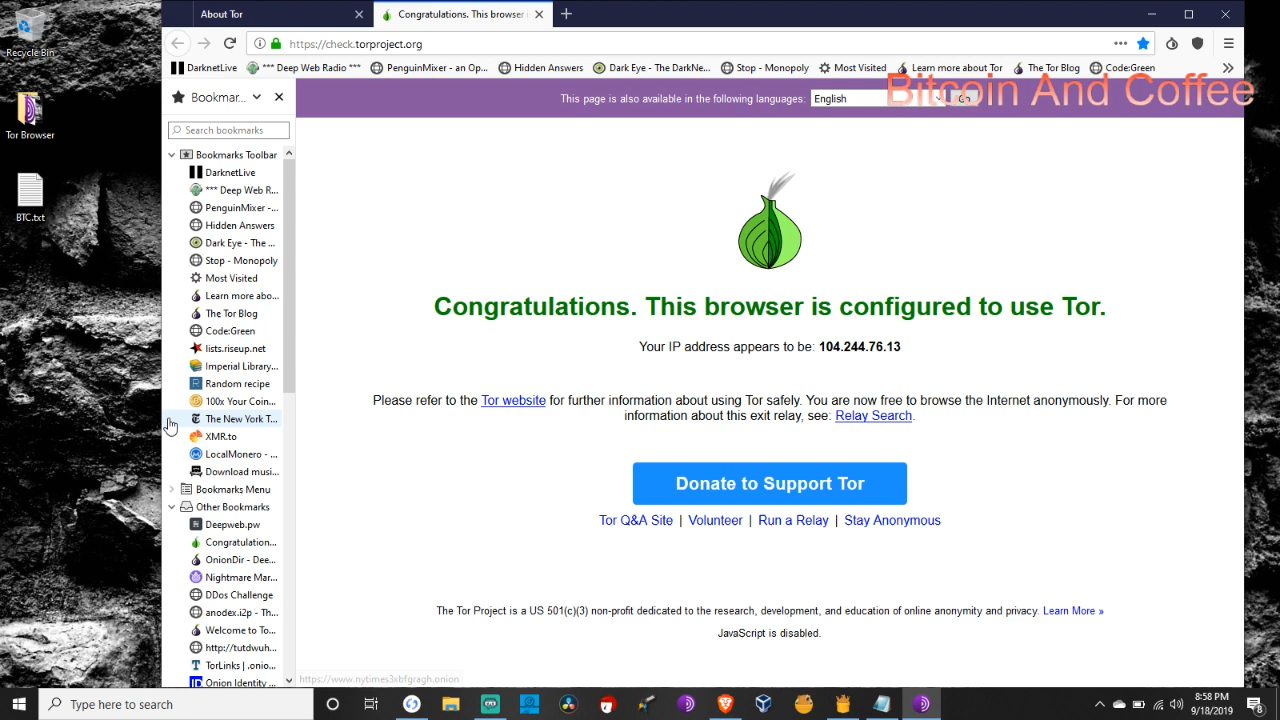 Recycle Bin
Tor Browser
BTC.txt
About Tor
Congratulations. This browser i
https://check.torproject.org
DarknetLive
*** Deep Web Radio ***
PenguinMixer - an Op...
Hidden Answers
Dark Eye - The DarkNe...
Stop - Monopoly
Most Visited
Learn more about Tor
The Tor Blog
Code:Green
Bitcoin And Coffee
Bookmar...
This page is also available in the following languages:
English
Go
Search bookmarks
Bookmarks Toolbar
DarknetLive
*** Deep Web R...
PenguinMixer -...
Hidden Answers
Dark Eye - The ...
Stop - Monopoly
Most Visited
Learn more abo...
The Tor Blog
Code:Green
lists.riseup.net
Imperial Library...
Random recipe
100x Your Coin...
The New York T...
XMR.to
LocalMonero - ...
Download musi...
Bookmarks Menu
Other Bookmarks
Deepweb.pw
Congratulation...
OnionDir - Dee...
Nightmare Mar...
DDos Challenge
anodex.i2p - Th...
Welcome to To...
http://tutdwuh...
TorLinks | .onio...
Onion Identity ...
Congratulations. This browser is configured to use Tor.
Your IP address appears to be: 104.244.76.13
Please refer to the Tor website for further information about using Tor safely. You are now free to browse the Internet anonymously. For more
information about this exit relay, see: Relay Search.
Donate to Support Tor
Tor Q&A Site | Volunteer | Run a Relay | Stay Anonymous
The Tor Project is a US 501(c)(3) non-profit dedicated to the research, development, and education of online anonymity and privacy. Learn More »
JavaScript is disabled.
https://www.nytimes3xbfgragh.onion
Type here to search
8:58 PM
9/18/2019
8